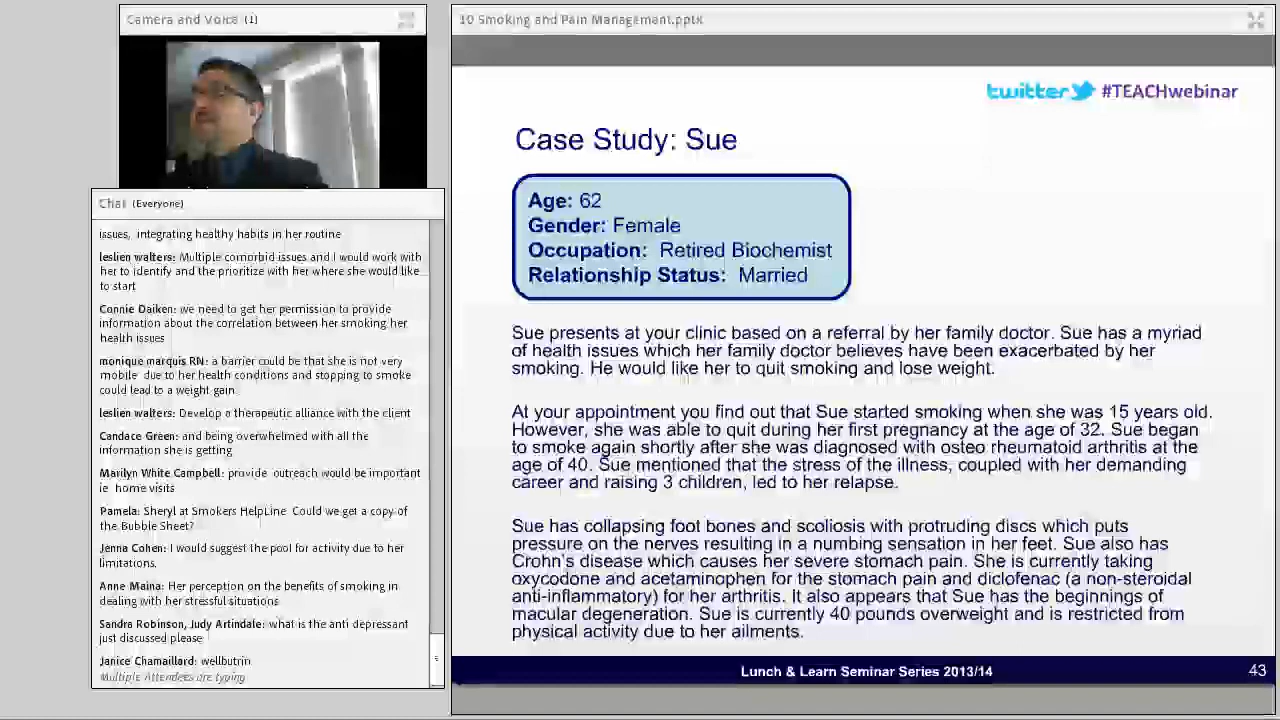 Camera and Voice (1)
Chat (Everyone)
issues, integrating healthy habits in her routine
leslien walters: Multiple comorbid issues and I would work with
her to identify and the prioritize with her where she would like
to start
Connie Daiken: we need to get her permission to provide
information about the correlation between her smoking her
health issues
monique marquis RN: a barrier could be that she is not very
mobile due to her health conditions and stopping to smoke
could lead to a weight gain
leslien walters: Develop a therapeutic alliance with the client
Candace Green: and being overwhelmed with all the
information she is getting
Marilyn White Campbell: provide outreach would be important
ie home visits
Pamela: Sheryl at Smokers HelpLine Could we get a copy of
the Bubble Sheet?
Jenna Cohen: I would suggest the pool for activity due to her
limitations.
Anne Maina: Her perception on the benefits of smoking in
dealing with her stressful situations
Sandra Robinson, Judy Artindale: what is the anti depressant
just discussed please
Janice Chamaillard: wellbutrin
Multiple Attendees are typing
10 Smoking and Pain Management.pptx
twitter #TEACHwebinar
Case Study: Sue
Age: 62
Gender: Female
Occupation: Retired Biochemist
Relationship Status: Married
Sue presents at your clinic based on a referral by her family doctor. Sue has a myriad
of health issues which her family doctor believes have been exacerbated by her
smoking. He would like her to quit smoking and lose weight.
At your appointment you find out that Sue started smoking when she was 15 years old.
However, she was able to quit during her first pregnancy at the age of 32. Sue began
to smoke again shortly after she was diagnosed with osteo rheumatoid arthritis at the
age of 40. Sue mentioned that the stress of the illness, coupled with her demanding
career and raising 3 children, led to her relapse.
Sue has collapsing foot bones and scoliosis with protruding discs which puts
pressure on the nerves resulting in a numbing sensation in her feet. Sue also has
Crohn's disease which causes her severe stomach pain. She is currently taking
oxycodone and acetaminophen for the stomach pain and diclofenac (a non-steroidal
anti-inflammatory) for her arthritis. It also appears that Sue has the beginnings of
macular degeneration. Sue is currently 40 pounds overweight and is restricted from
physical activity due to her ailments.
Lunch & Learn Seminar Series 2013/14
43